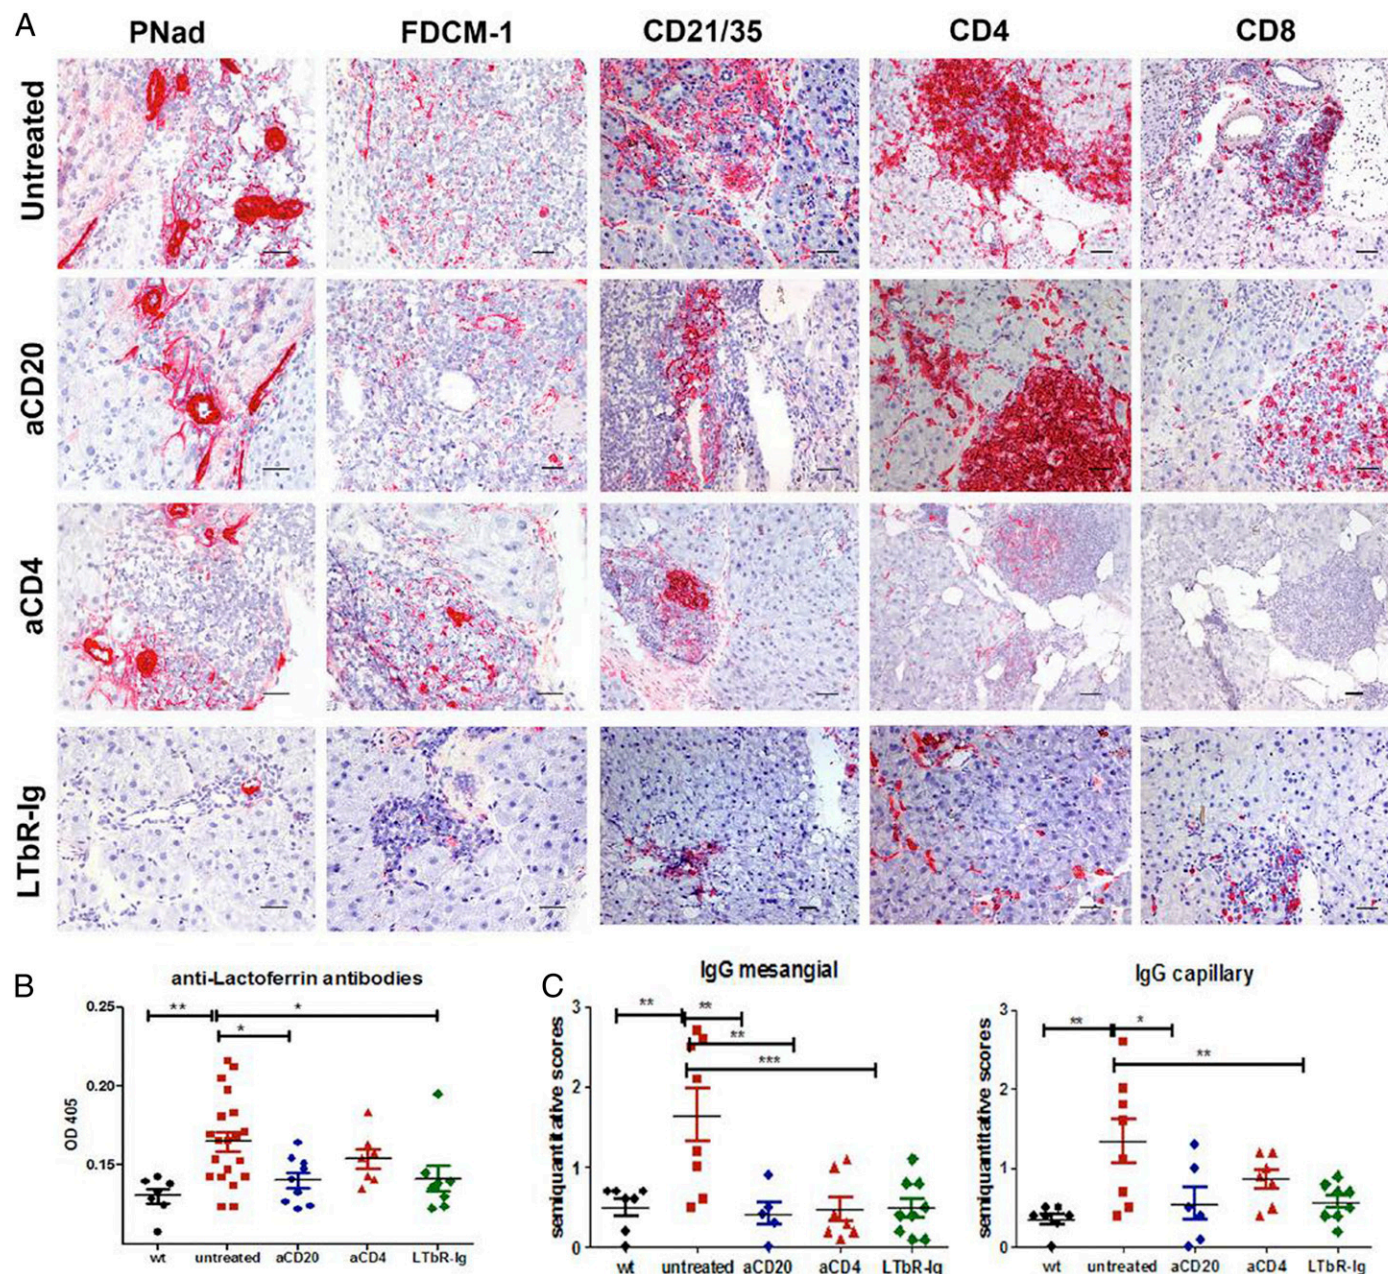 A
PNad FDCM-1 CD21/35 CD4 CD8
Untreated
aCD20
aCD4
LTbR-Ig
B
anti-Lactoferrin antibodies
** *
*
0.25
0.20
0.15
OD 405
wt untreated aCD20 aCD4 LTbR-Ig
C
IgG mesangial
** **
**
***
3
2
1
0
semiquantitative scores
wt untreated aCD20 aCD4 LTbR-Ig
IgG capillary
** *
**
3
2
1
0
semiquantitative scores
wt untreated aCD20 aCD4 LTbR-Ig